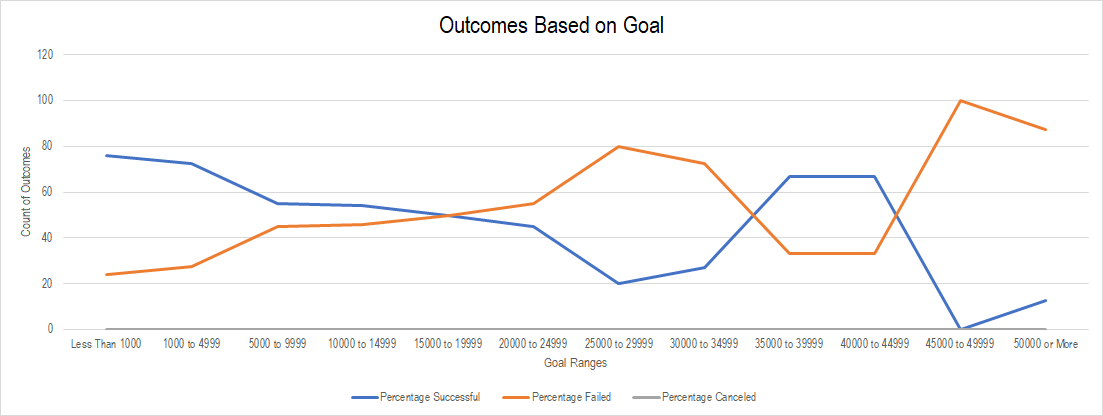 Outcomes Based on Goal
120
100
80
60
40
20
0
Count of Outcomes
Less Than 1000 1000 to 4999 5000 to 9999 10000 to 14999 15000 to 19999 20000 to 24999 25000 to 29999 30000 to 34999 35000 to 39999 40000 to 44999 45000 to 49999 50000 or More
Goal Ranges
Percentage Successful Percentage Failed Percentage Canceled